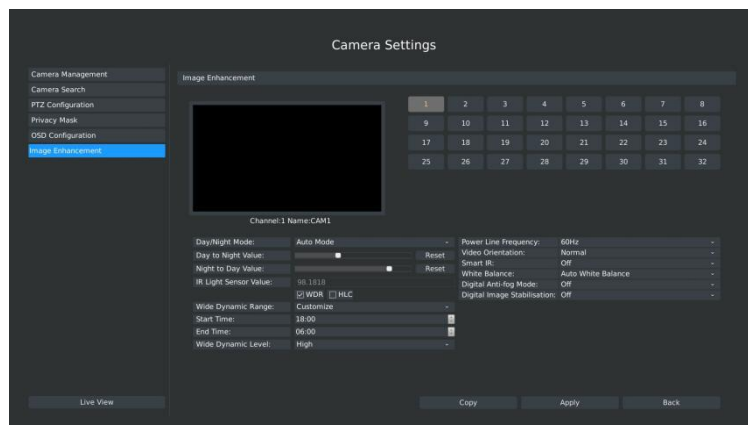 Camera Settings
Camera Management
Camera Search
PTZ Configuration
Privacy Mask
OSD Configuration
Image Enhancement
Image Enhancement
1 2 3 4 5 6 7 8
9 10 11 12 13 14 15 16
17 18 19 20 21 22 23 24
25 26 27 28 29 30 31 32
Channel:1 Name:CAM1
Day/Night Mode: Auto Mode
Day to Night Value: Reset
Night to Day Value: Reset
IR Light Sensor Value: 98.1818
WDR HLC
Wide Dynamic Range: Customize
Start Time: 18:00
End Time: 06:00
Wide Dynamic Level: High
Power Line Frequency: 60Hz
Video Orientation: Normal
Smart IR: Off
White Balance: Auto White Balance
Digital Anti-fog Mode: Off
Digital Image Stabilisation: Off
Live View
Copy Apply Back